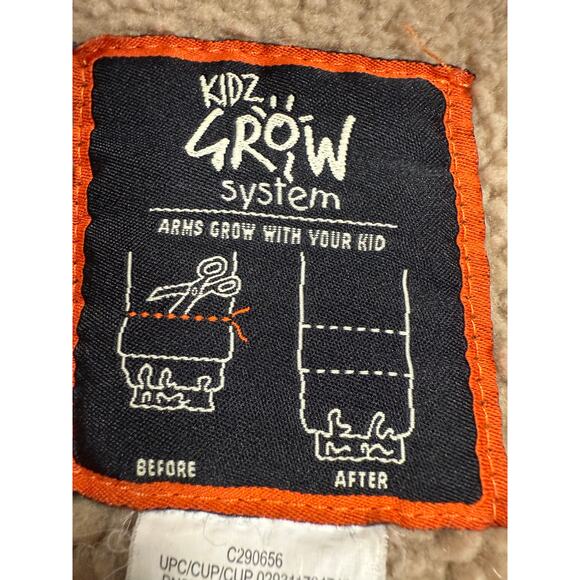 KIDZ
GROW
system
ARMS GROW WITH YOUR KID
BEFORE
AFTER
C290656
UPC/CUP/CUP